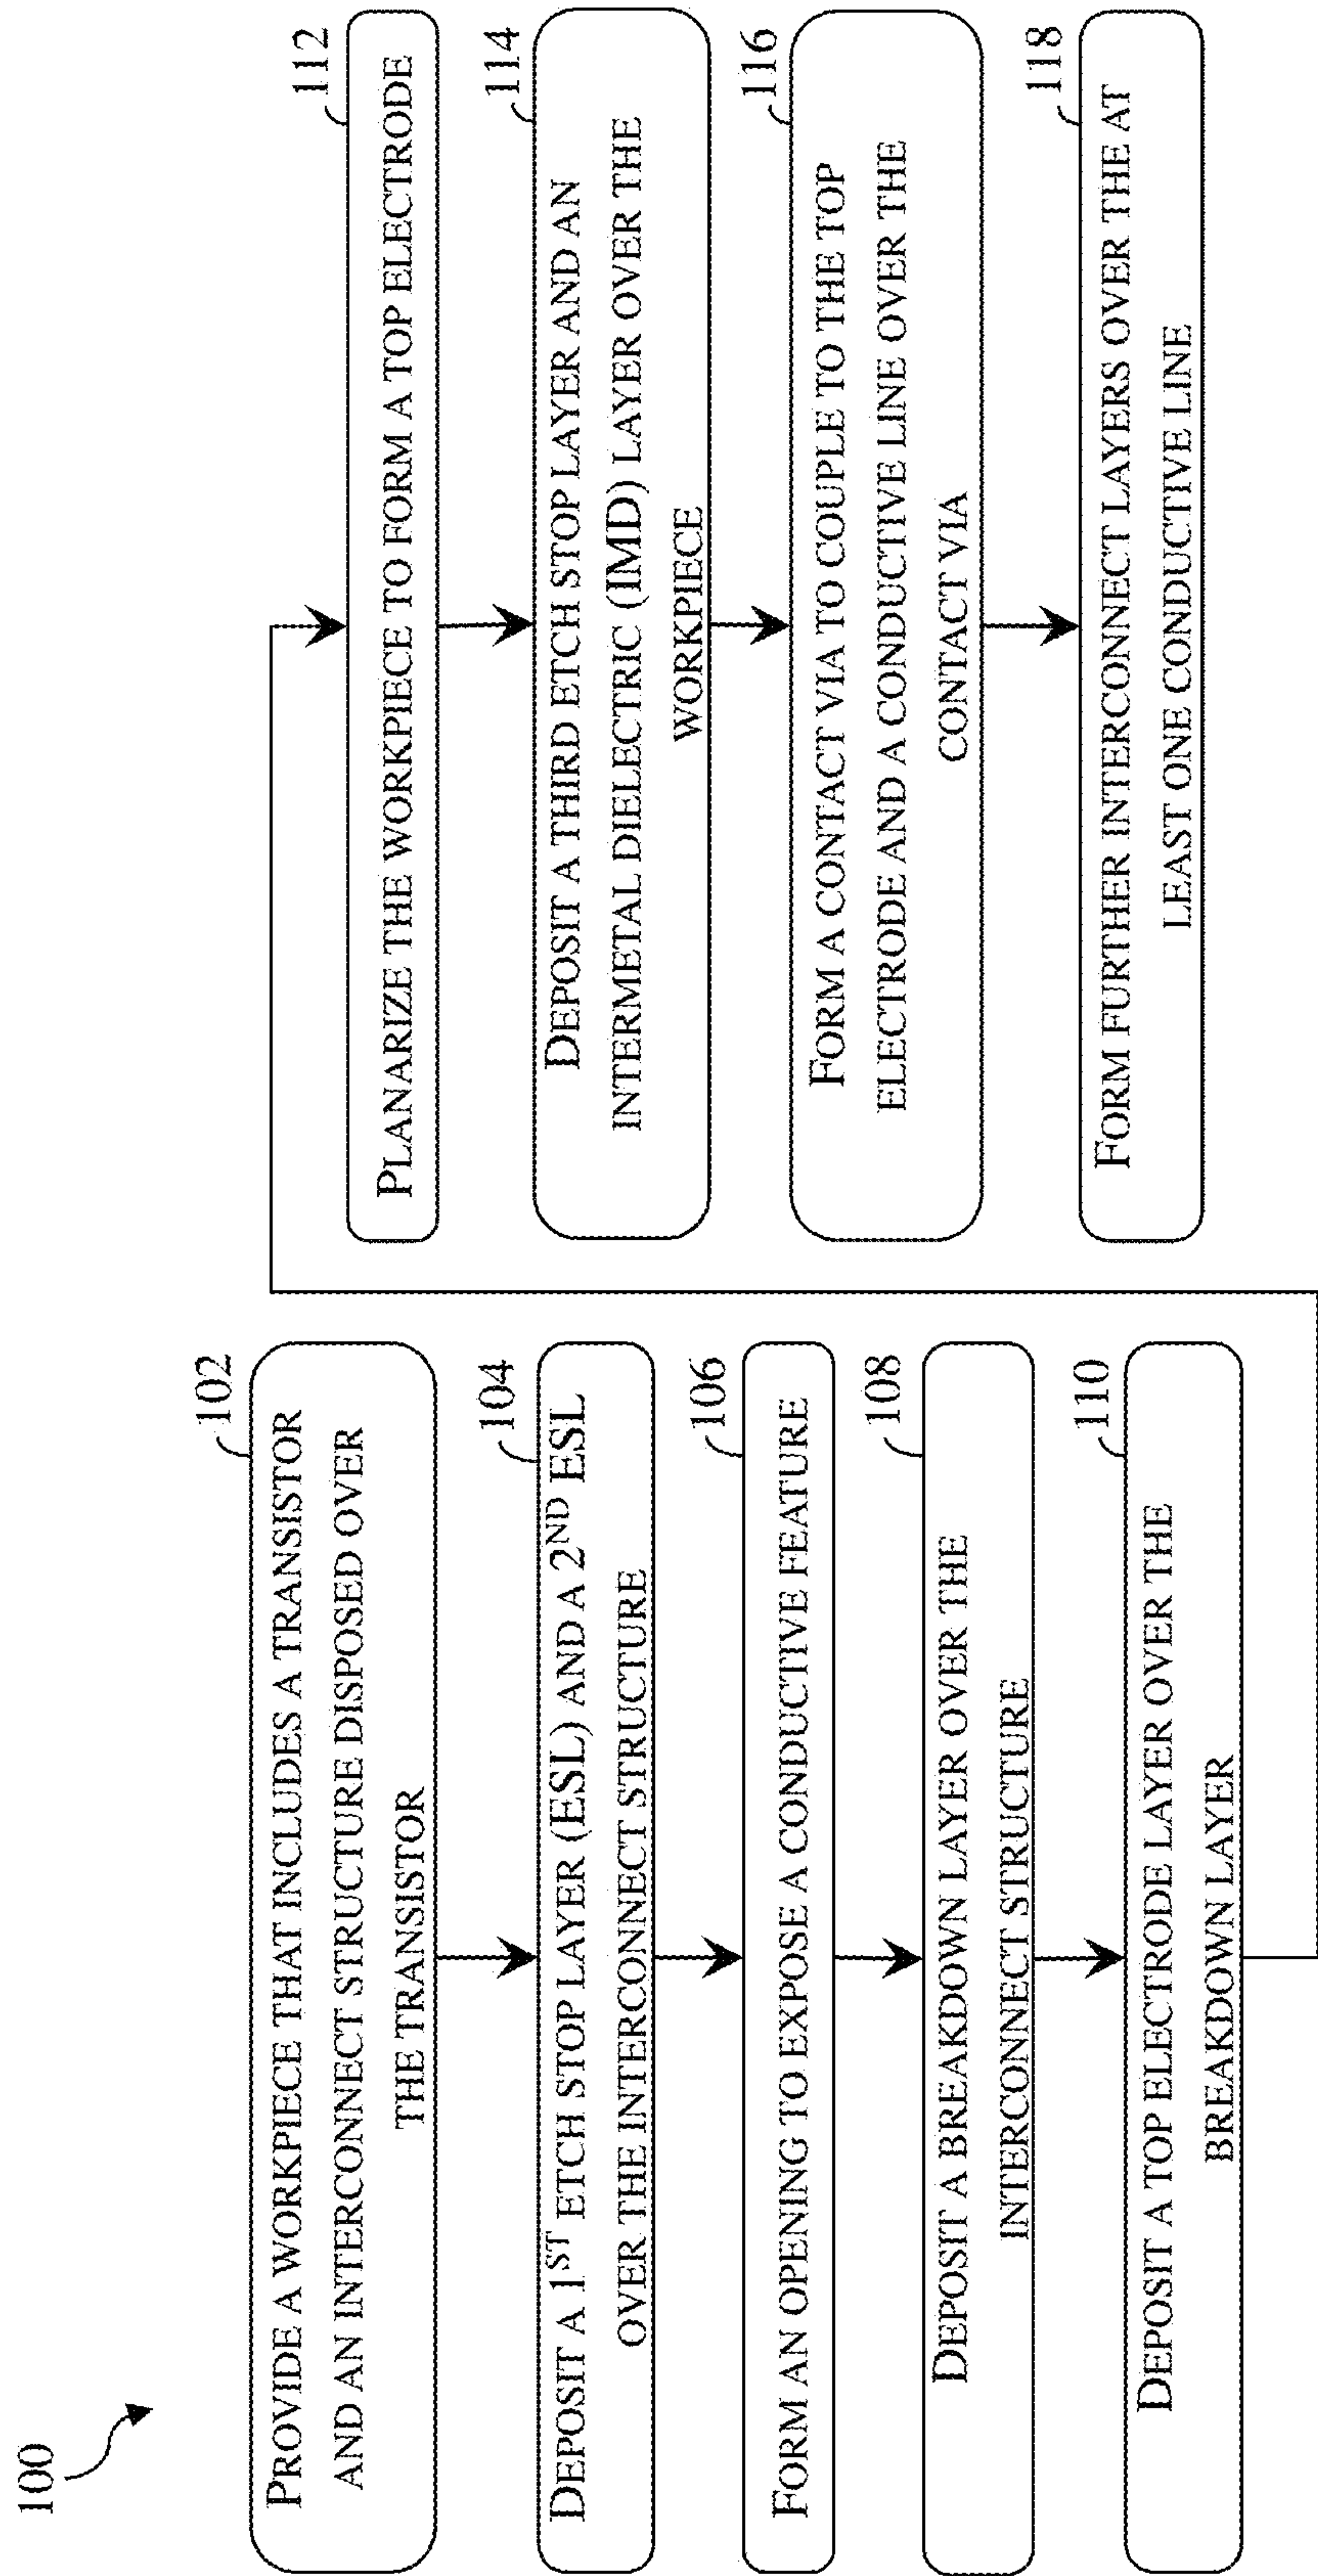 100
102
PROVIDE A WORKPIECE THAT INCLUDES A TRANSISTOR
AND AN INTERCONNECT STRUCTURE DISPOSED OVER
THE TRANSISTOR
104
DEPOSIT A 1ST ETCH STOP LAYER (ESL) AND A 2ND ESL
OVER THE INTERCONNECT STRUCTURE
106
FORM AN OPENING TO EXPOSE A CONDUCTIVE FEATURE
108
DEPOSIT A BREAKDOWN LAYER OVER THE
INTERCONNECT STRUCTURE
110
DEPOSIT A TOP ELECTRODE LAYER OVER THE
BREAKDOWN LAYER
112
PLANARIZE THE WORKPIECE TO FORM A TOP ELECTRODE
114
DEPOSIT A THIRD ETCH STOP LAYER AND AN
INTERMETAL DIELECTRIC (IMD) LAYER OVER THE
WORKPIECE
116
FORM A CONTACT VIA TO COUPLE TO THE TOP
ELECTRODE AND A CONDUCTIVE LINE OVER THE
CONTACT VIA
118
FORM FURTHER INTERCONNECT LAYERS OVER THE AT
LEAST ONE CONDUCTIVE LINE